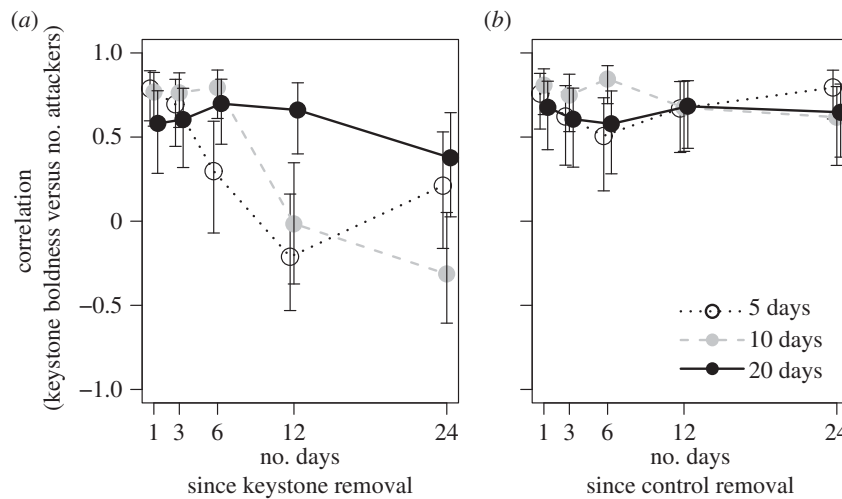 (a)
(b)
correlation
(keystone boldness versus no. attackers)
1.0
0.5
0
−0.5
−1.0
1 3 6 12 24
no. days
since keystone removal
5 days
10 days
20 days
1 3 6 12 24
no. days
since control removal